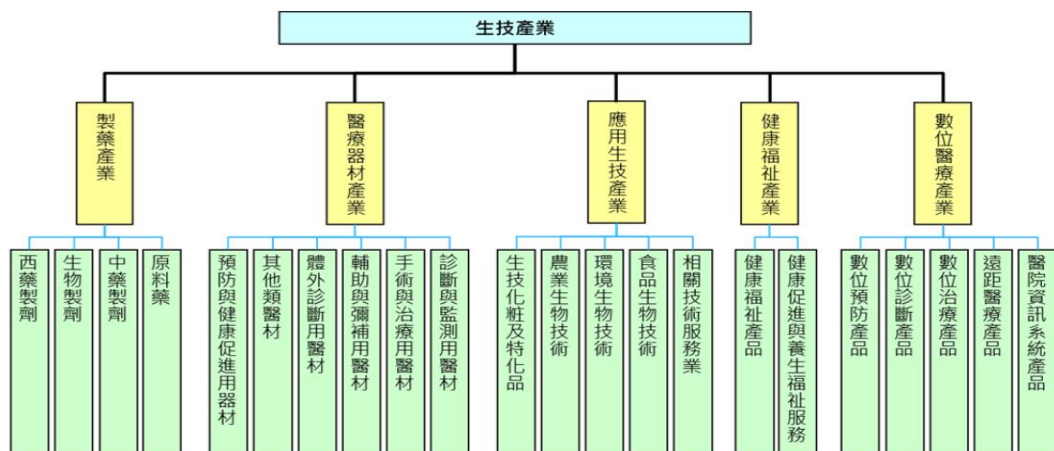 生技產業
製藥產業
醫療器材產業
應用生技產業
健康福祉產業
數位醫療產業
西藥製劑
生物製劑
中藥製劑
原料藥
預防與健康促進用器材
其他類醫材
體外診斷用醫材
輔助與彌補用醫材
手術與治療用醫材
診斷與監測用醫材
生技化粧及特化品
農業生物技術
環境生物技術
食品生物技術
相關技術服務業
健康福祉產品
健康促進與養生福祉服務
數位預防產品
數位診斷產品
數位治療產品
遠距醫療產品
醫院資訊系統產品